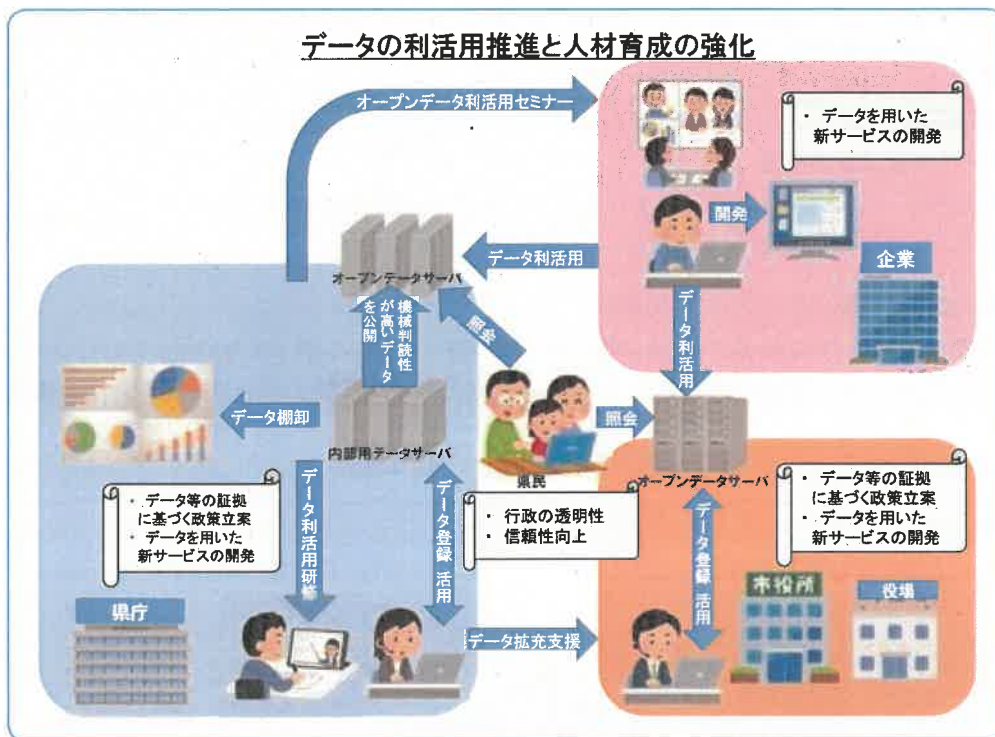 データの利活用推進と人材育成の強化
オープンデータ利活用セミナー
・ データを用いた
新サービスの開発
開発
企業
データ利活用
オープンデータサーバ
機械判読性
が高いデータ
を公開
照会
データ利活用
データ棚卸
内部用データサーバ
照会
県民
オープンデータサーバ
・ データ等の証拠
に基づく政策立案
・ データを用いた
新サービスの開発
データ利活用研修
データ登録 活用
・ 行政の透明性
・ 信頼性向上
・ データ等の証拠
に基づく政策立案
・ データを用いた
新サービスの開発
データ登録 活用
県庁
市役所
役場
データ拡充支援